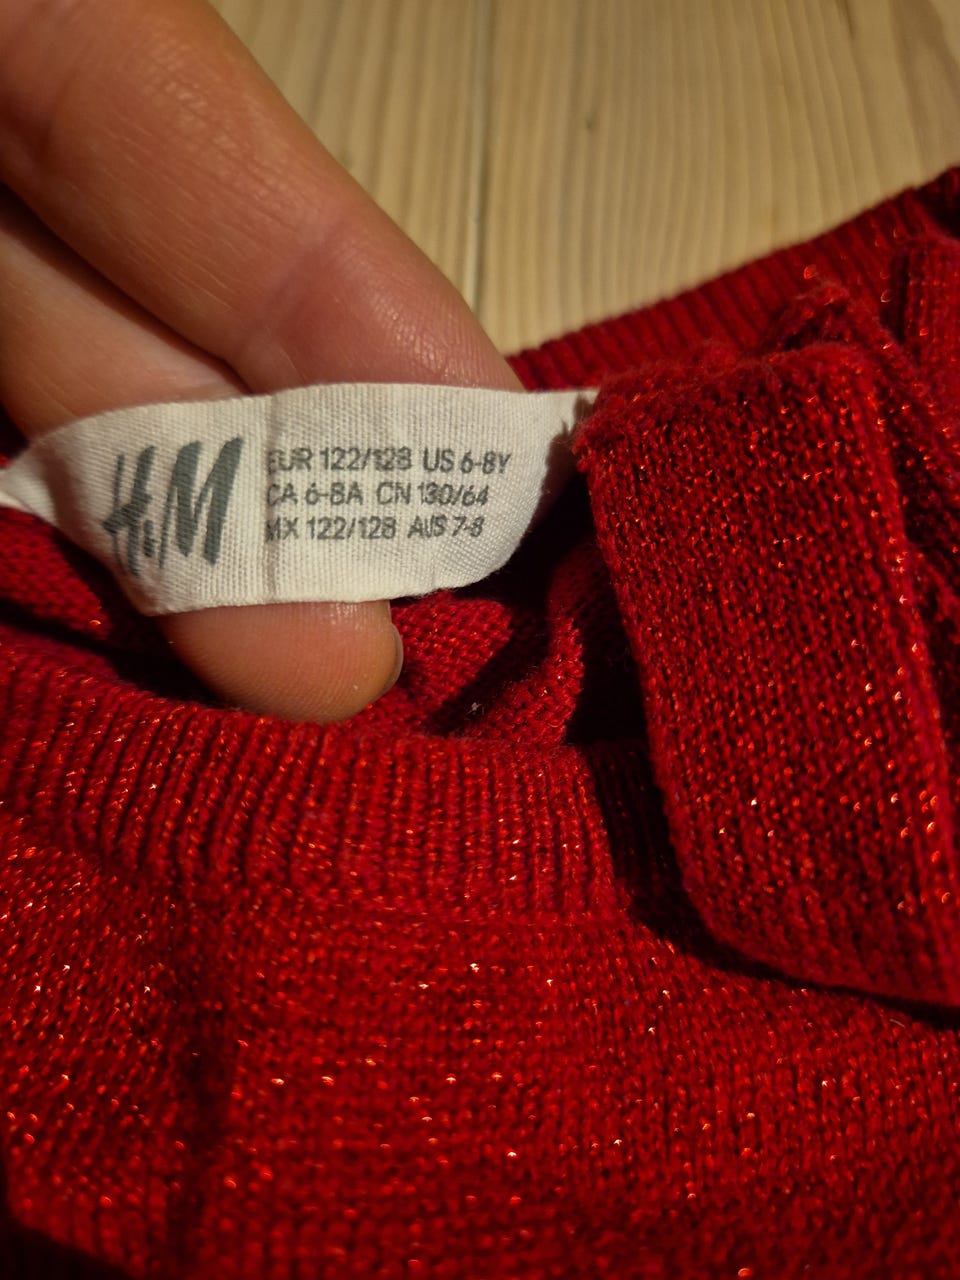 H&M
EUR 122/128 US 6-8Y
CA 6-8A CN 130/64
MX 122/128 AUS 7-8